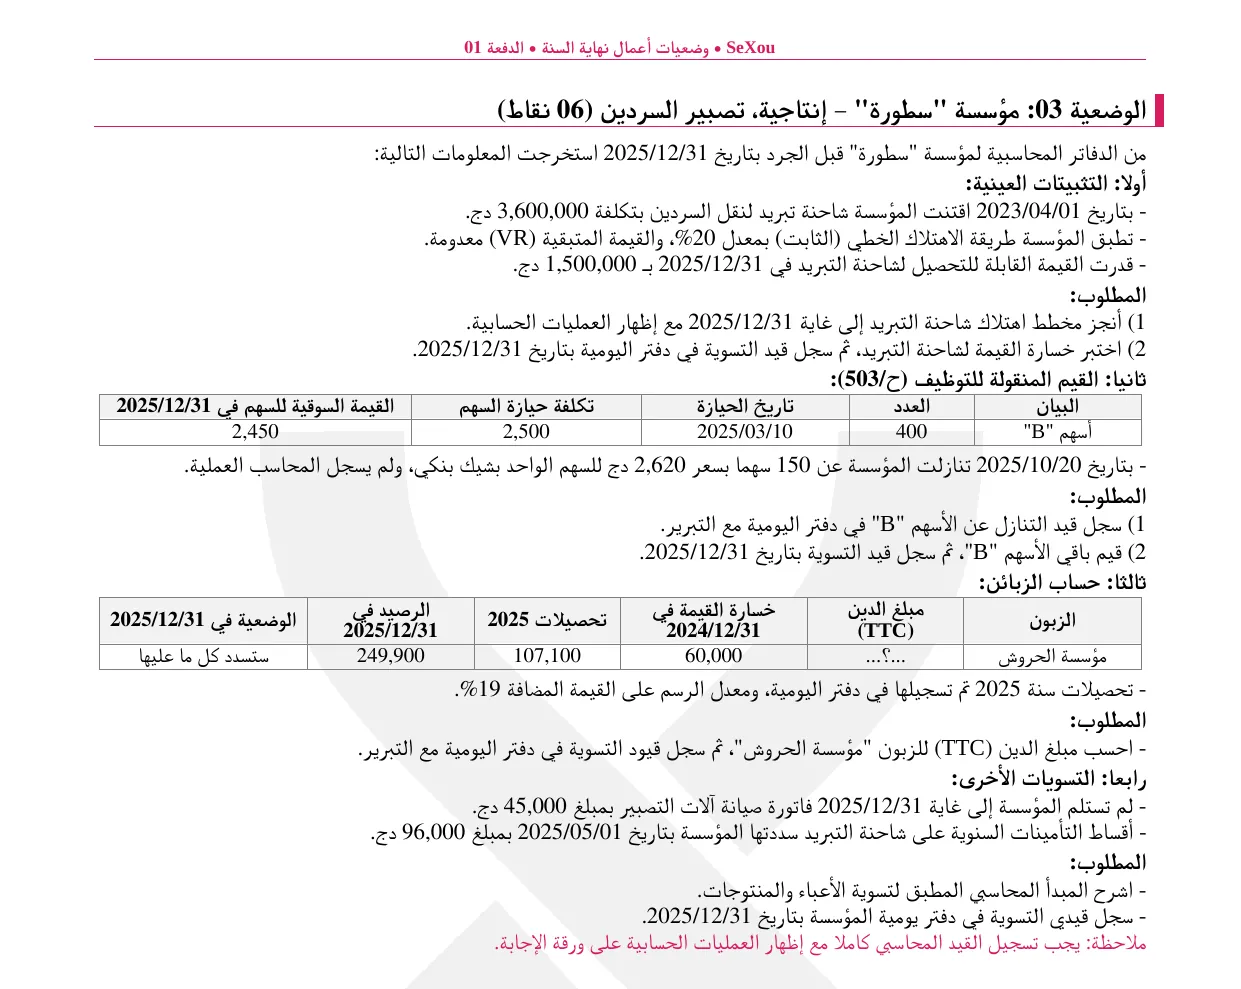 SeXou • وضعيات أعمال نهاية السنة • الدفعة 01
الوضعية 03: مؤسسة "سطورة" – إنتاجية، تصبير السردين (06 نقاط)
من الدفاتر المحاسبية لمؤسسة "سطورة" قبل الجرد بتاريخ 2025/12/31 استخرجت المعلومات التالية:
أولا: التثبيتات العينية:
- بتاريخ 2023/04/01 اقتنت المؤسسة شاحنة تبريد لنقل السردين بتكلفة 3,600,000 دج.
- تطبق المؤسسة طريقة الاهتلاك الخطي (الثابت) بمعدل 20%، والقيمة المتبقية (VR) معدومة.
- قدرت القيمة القابلة للتحصيل لشاحنة التبريد في 2025/12/31 بـ 1,500,000 دج.
المطلوب:
1) أنجز مخطط اهتلاك شاحنة التبريد إلى غاية 2025/12/31 مع إظهار العمليات الحسابية.
2) اختبر خسارة القيمة لشاحنة التبريد، ثم سجل قيد التسوية في دفتر اليومية بتاريخ 2025/12/31.
ثانيا: القيم المنقولة للتوظيف (ح/503):
البيان العدد تاريخ الحيازة تكلفة حيازة السهم القيمة السوقية للسهم في 2025/12/31
أسهم "B" 400 2025/03/10 2,500 2,450
- بتاريخ 2025/10/20 تنازلت المؤسسة عن 150 سهما بسعر 2,620 دج للسهم الواحد بشيك بنكي، ولم يسجل المحاسب العملية.
المطلوب:
1) سجل قيد التنازل عن الأسهم "B" في دفتر اليومية مع التبرير.
2) قيم باقي الأسهم "B"، ثم سجل قيد التسوية بتاريخ 2025/12/31.
ثالثا: حساب الزبائن:
الزبون مبلغ الدين (TTC) خسارة القيمة في 2024/12/31 تحصيلات 2025 الرصيد في 2025/12/31 الوضعية في 2025/12/31
مؤسسة الحروش ...؟... 60,000 107,100 249,900 ستسدد كل ما عليها
- تحصيلات سنة 2025 تم تسجيلها في دفتر اليومية، ومعدل الرسم على القيمة المضافة 19%.
المطلوب:
- احسب مبلغ الدين (TTC) للزبون "مؤسسة الحروش"، ثم سجل قيود التسوية في دفتر اليومية مع التبرير.
رابعا: التسويات الأخرى:
- لم تستلم المؤسسة إلى غاية 2025/12/31 فاتورة صيانة آلات التصبير بمبلغ 45,000 دج.
- أقساط التأمينات السنوية على شاحنة التبريد سددتها المؤسسة بتاريخ 2025/05/01 بمبلغ 96,000 دج.
المطلوب:
- اشرح المبدأ المحاسبي المطبق لتسوية الأعباء والمنتوجات.
- سجل قيدي التسوية في دفتر يومية المؤسسة بتاريخ 2025/12/31.
ملاحظة: يجب تسجيل القيد المحاسبي كاملا مع إظهار العمليات الحسابية على ورقة الإجابة.